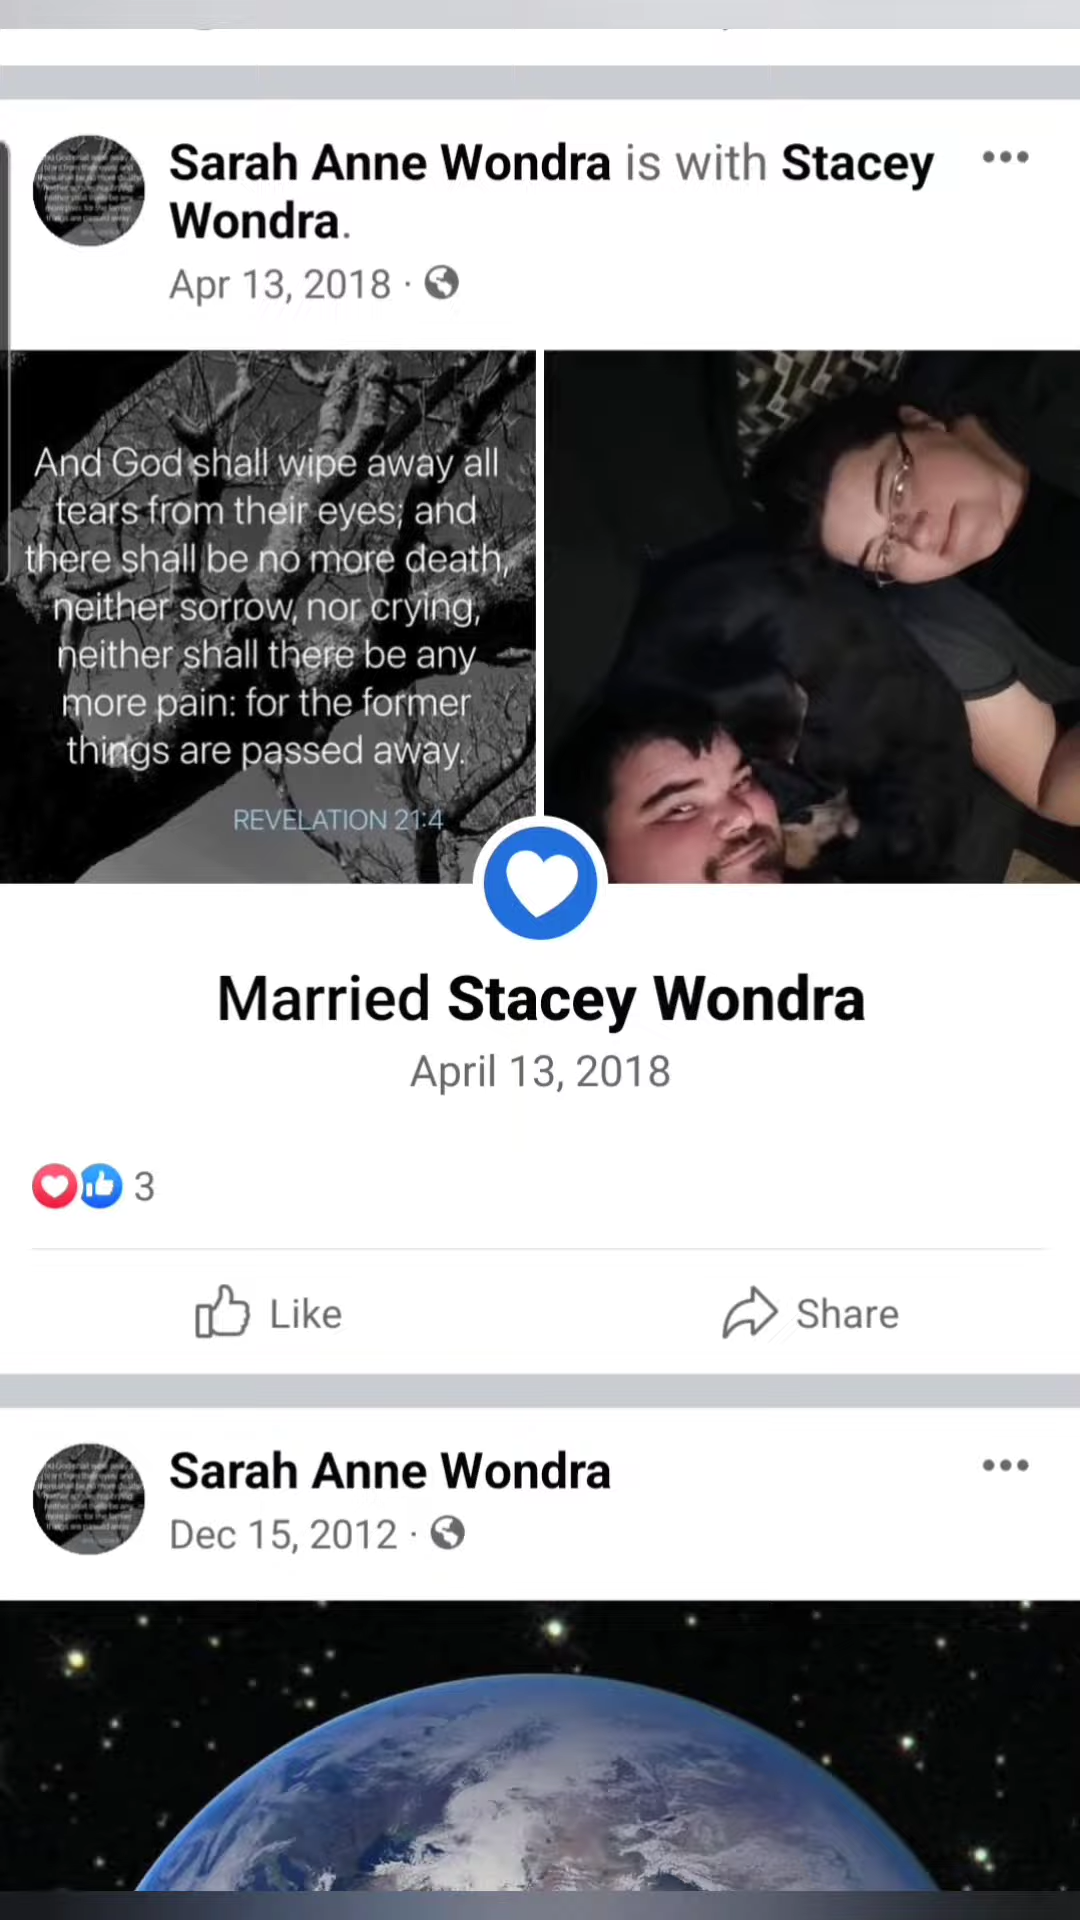 Sarah Anne Wondra is with Stacey
Wondra.
Apr 13, 2018 ·
And God shall wipe away all
tears from their eyes; and
there shall be no more death,
neither sorrow, nor crying,
neither shall there be any
more pain: for the former
things are passed away.
REVELATION 21:4
Married Stacey Wondra
April 13, 2018
3
Like
Share
Sarah Anne Wondra
Dec 15, 2012 ·